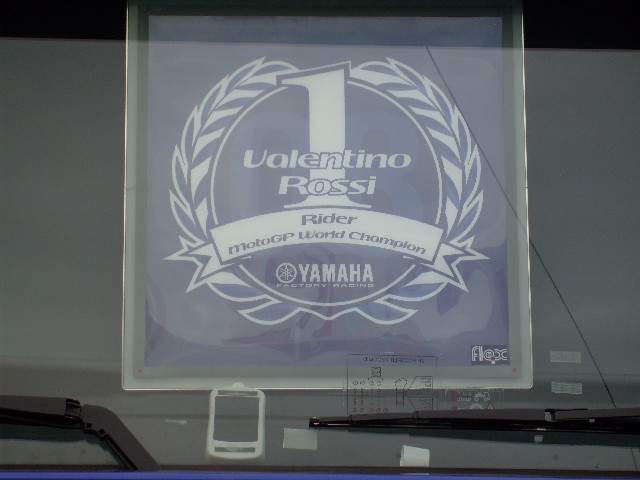 1
Valentino
Rossi
Rider
MotoGP World Champion
YAMAHA
FACTORY RACING